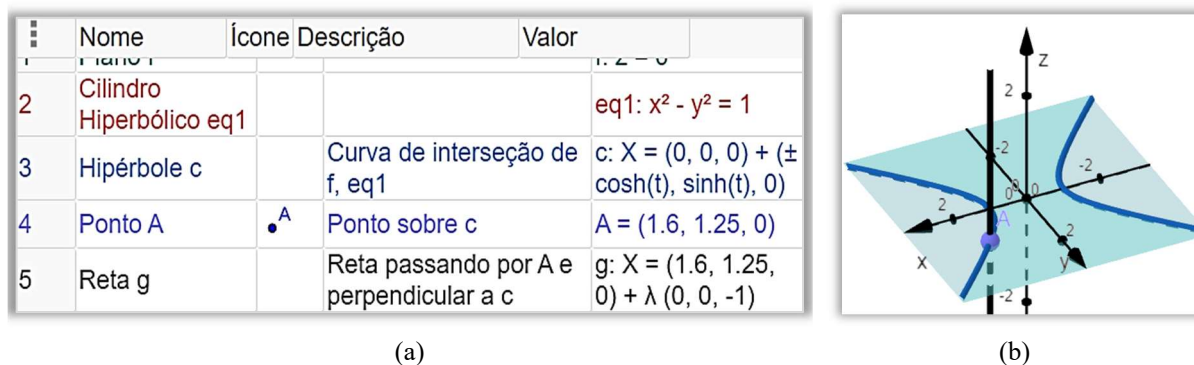 Nome Ícone Descrição Valor
2 Cilindro Hiperbólico eq1 eq1: x² - y² = 1
3 Hipérbole c Curva de interseção de f, eq1 c: X = (0, 0, 0) + (± cosh(t), sinh(t), 0)
4 Ponto A A Ponto sobre c A = (1.6, 1.25, 0)
5 Reta g Reta passando por A e perpendicular a c g: X = (1.6, 1.25, 0) + λ (0, 0, -1)
z
2
-2
-2
0 0 0
2
A
2
x
y
-2
(a) (b)